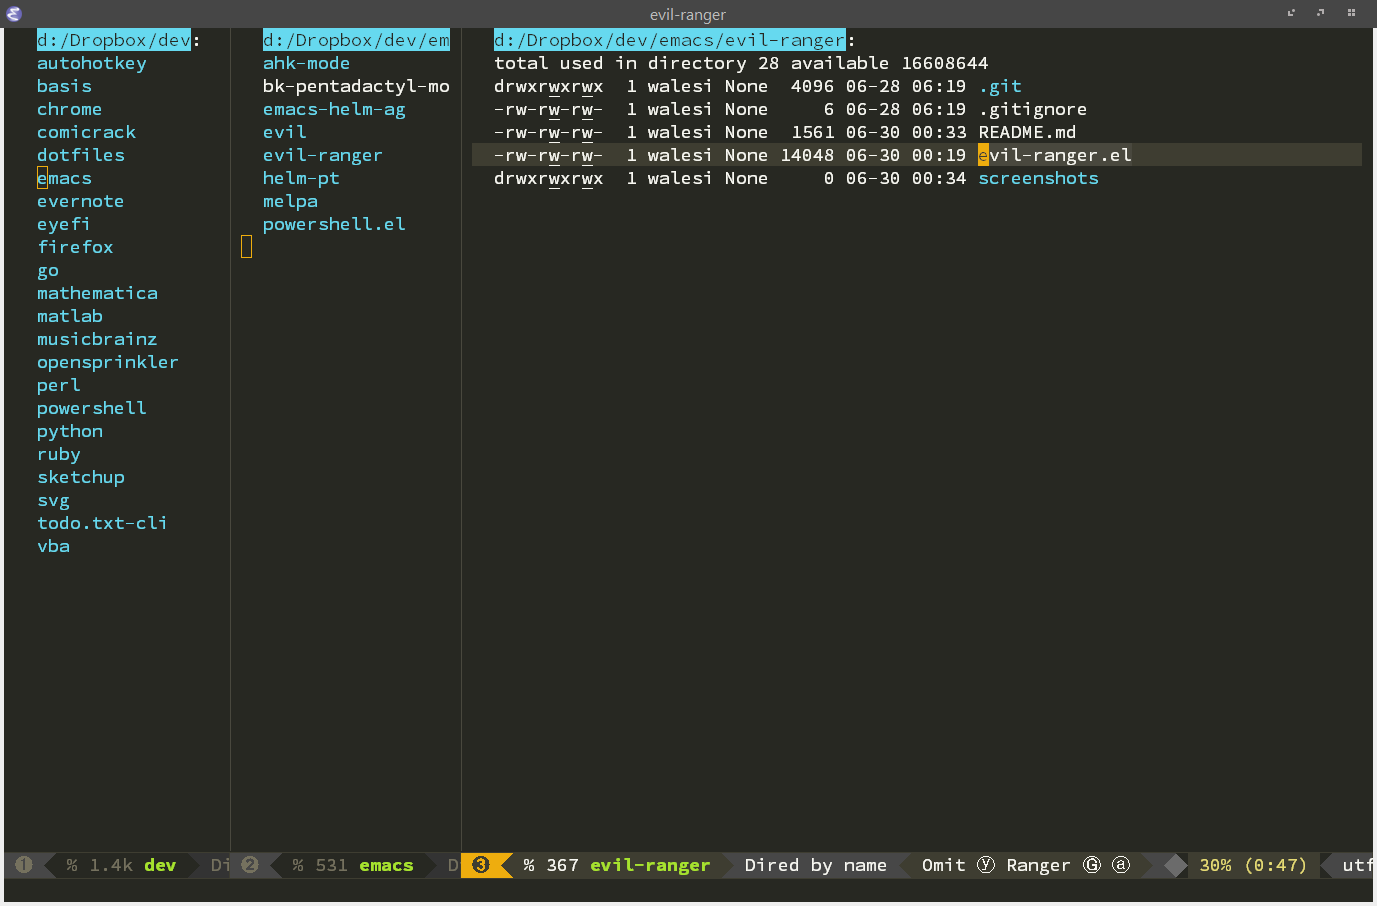 evil-ranger
d:/Dropbox/dev:
autohotkey
basis
chrome
comicrack
dotfiles
emacs
evernote
eyefi
firefox
go
mathematica
matlab
musicbrainz
opensprinkler
perl
powershell
python
ruby
sketchup
svg
todo.txt-cli
vba
d:/Dropbox/dev/em
ahk-mode
bk-pentadactyl-mo
emacs-helm-ag
evil
evil-ranger
helm-pt
melpa
powershell.el
d:/Dropbox/dev/emacs/evil-ranger:
total used in directory 28 available 16608644
drwxrwxrwx  1 walesi None  4096 06-28 06:19 .git
-rw-rw-rw-  1 walesi None     6 06-28 06:19 .gitignore
-rw-rw-rw-  1 walesi None  1561 06-30 00:33 README.md
-rw-rw-rw-  1 walesi None 14048 06-30 00:19 evil-ranger.el
drwxrwxrwx  1 walesi None     0 06-30 00:34 screenshots
❶ % 1.4k dev Di
❷ % 531 emacs D
❸ % 367 evil-ranger Dired by name Omit ⓨ Ranger Ⓖ ⓐ 30% (0:47) utf